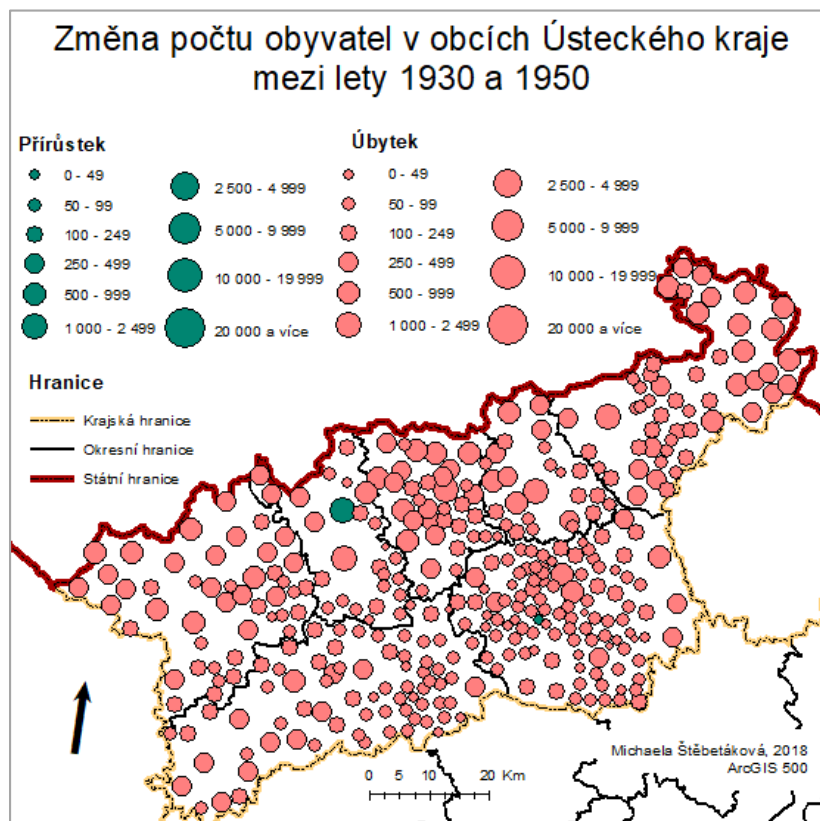 Změna počtu obyvatel v obcích Ústeckého kraje
mezi lety 1930 a 1950
Přírůstek
0 - 49
50 - 99
100 - 249
250 - 499
500 - 999
1 000 - 2 499
2 500 - 4 999
5 000 - 9 999
10 000 - 19 999
20 000 a více
Úbytek
0 - 49
50 - 99
100 - 249
250 - 499
500 - 999
1 000 - 2 499
2 500 - 4 999
5 000 - 9 999
10 000 - 19 999
20 000 a více
Hranice
Krajská hranice
Okresní hranice
Státní hranice
Michaela Štěbetáková, 2018
ArcGIS 500
0 5 10 20 Km